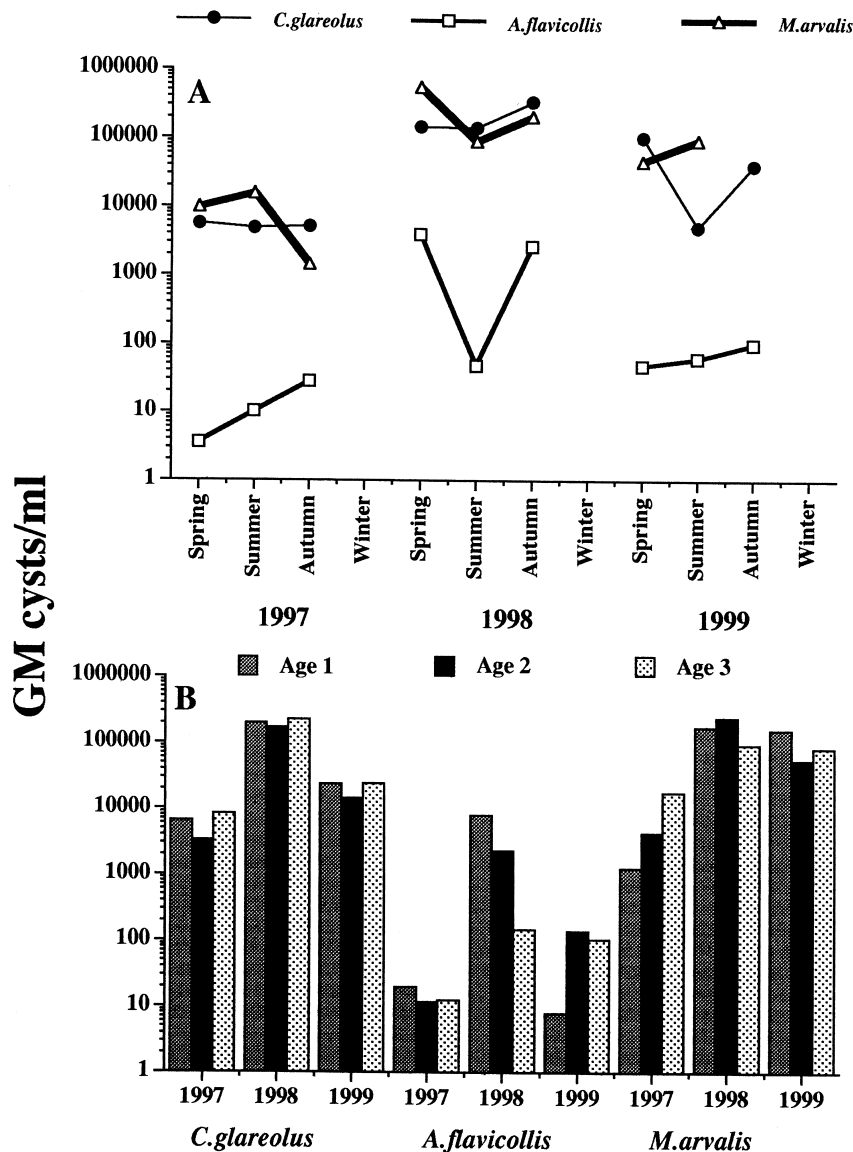 C.glareolus A.flavicollis M.arvalis
A
1000000
100000
10000
1000
100
10
1
Spring Summer Autumn Winter Spring Summer Autumn Winter Spring Summer Autumn Winter
1997 1998 1999
GM cysts/ml
Age 1 Age 2 Age 3
B
1000000
100000
10000
1000
100
10
1
1997 1998 1999 1997 1998 1999 1997 1998 1999
C.glareolus A.flavicollis M.arvalis